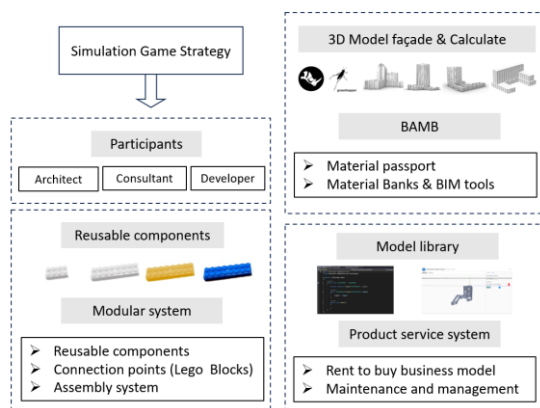 Simulation Game Strategy
Participants
Architect
Consultant
Developer
Reusable components
Modular system
➢ Reusable components
➢ Connection points (Lego Blocks)
➢ Assembly system
3D Model façade & Calculate
BAMB
➢ Material passport
➢ Material Banks & BIM tools
Model library
Product service system
➢ Rent to buy business model
➢ Maintenance and management